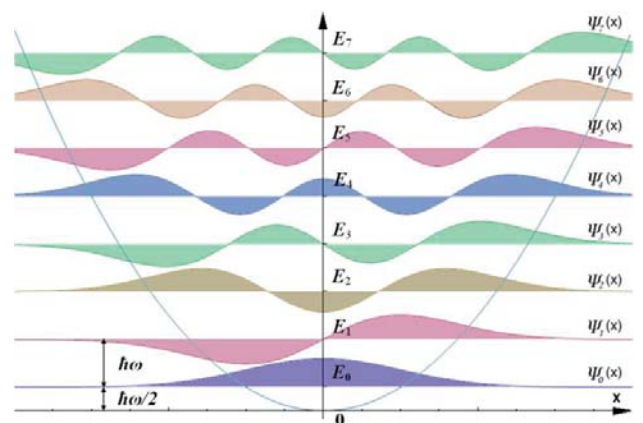 E₇ ψ₇(x)
E₆ ψ₆(x)
E₅ ψ₅(x)
E₄ ψ₄(x)
E₃ ψ₃(x)
E₂ ψ₂(x)
E₁ ψ₁(x)
ħω
E₀ ψ₀(x)
ħω/2
x
0